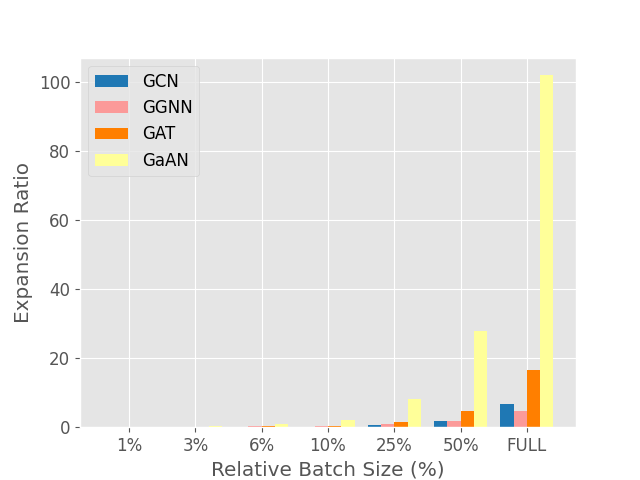 GCN
GGNN
GAT
GaAN
Expansion Ratio
100
80
60
40
20
0
1% 3% 6% 10% 25% 50% FULL
Relative Batch Size (%)